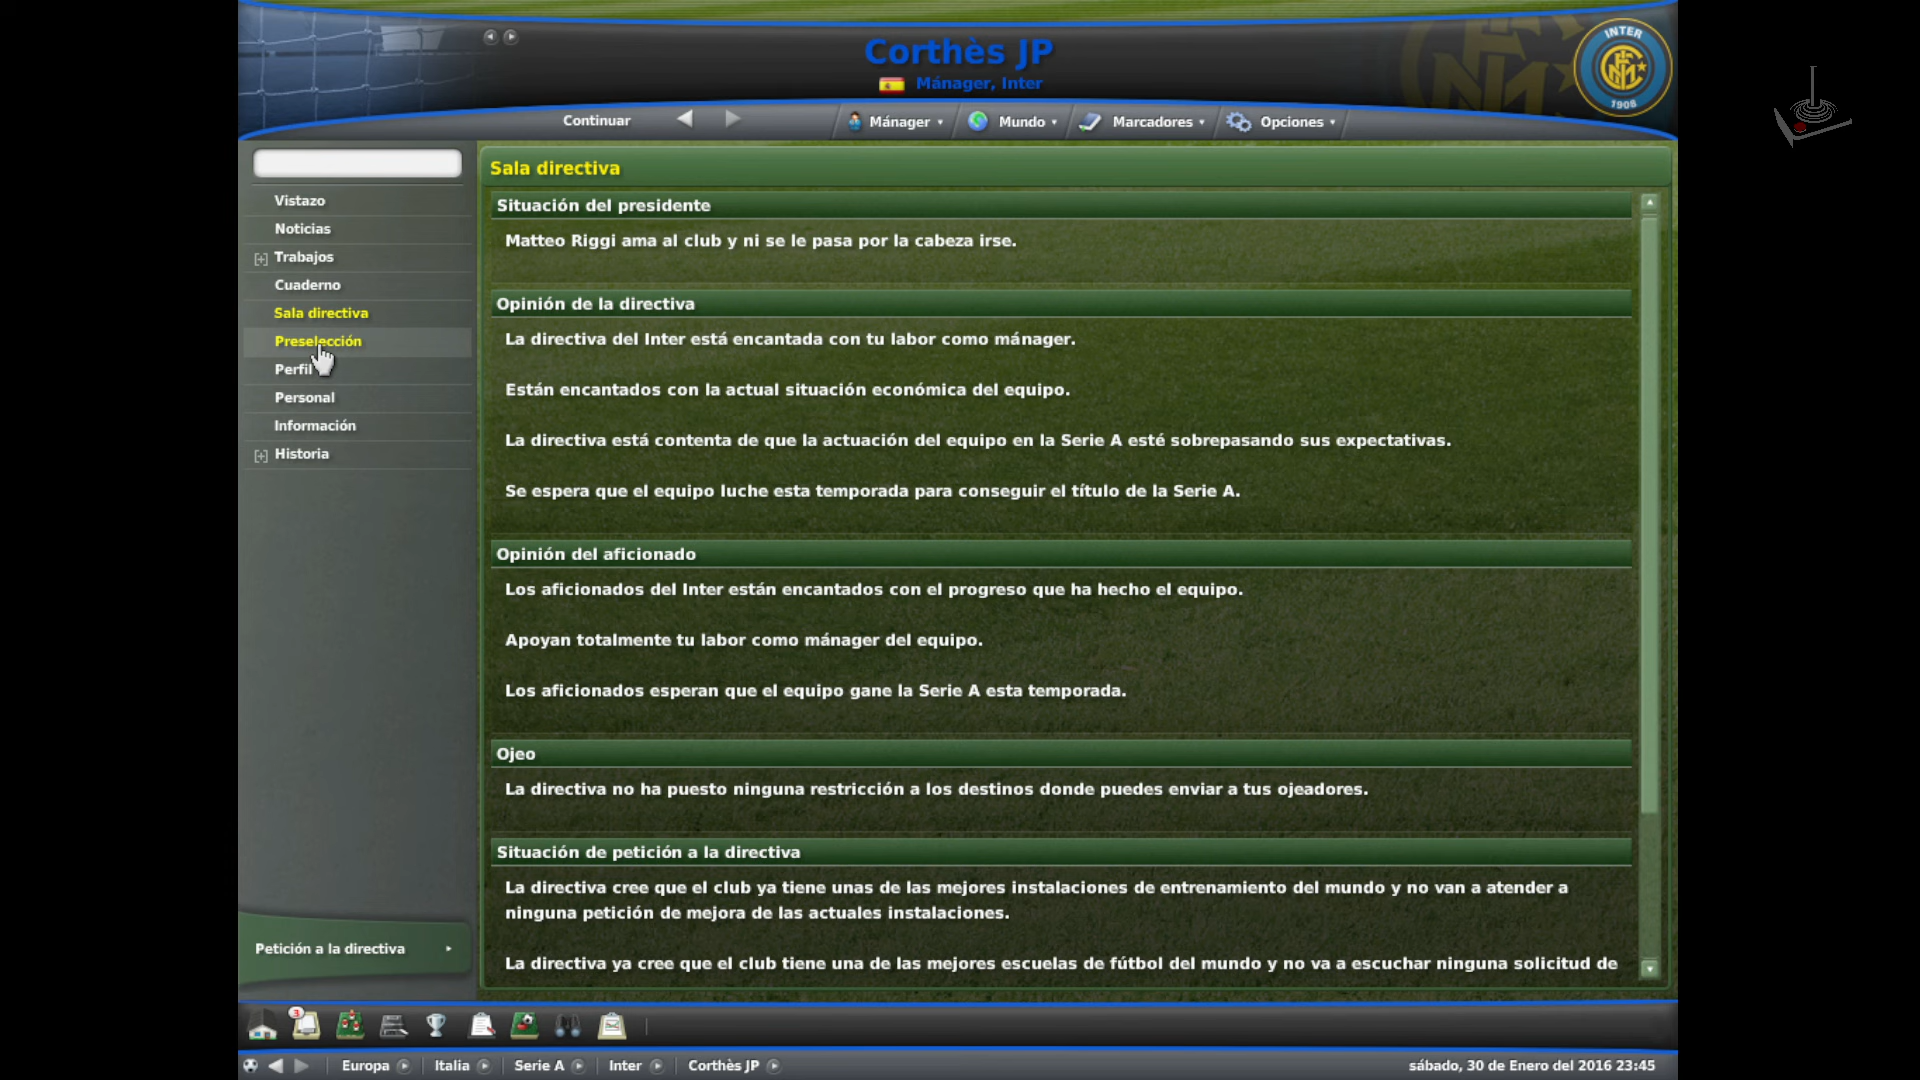 Corthès JP
Mánager, Inter
INTER
1908
Continuar
Mánager
Mundo
Marcadores
Opciones
Vistazo
Noticias
[+] Trabajos
Cuaderno
Sala directiva
Preselección
Perfil
Personal
Información
[+] Historia
Petición a la directiva
Sala directiva
Situación del presidente
Matteo Riggi ama al club y ni se le pasa por la cabeza irse.
Opinión de la directiva
La directiva del Inter está encantada con tu labor como mánager.
Están encantados con la actual situación económica del equipo.
La directiva está contenta de que la actuación del equipo en la Serie A esté sobrepasando sus expectativas.
Se espera que el equipo luche esta temporada para conseguir el título de la Serie A.
Opinión del aficionado
Los aficionados del Inter están encantados con el progreso que ha hecho el equipo.
Apoyan totalmente tu labor como mánager del equipo.
Los aficionados esperan que el equipo gane la Serie A esta temporada.
Ojeo
La directiva no ha puesto ninguna restricción a los destinos donde puedes enviar a tus ojeadores.
Situación de petición a la directiva
La directiva cree que el club ya tiene unas de las mejores instalaciones de entrenamiento del mundo y no van a atender a
ninguna petición de mejora de las actuales instalaciones.
La directiva ya cree que el club tiene una de las mejores escuelas de fútbol del mundo y no va a escuchar ninguna solicitud de
3
Europa
Italia
Serie A
Inter
Corthès JP
sábado, 30 de Enero del 2016 23:45